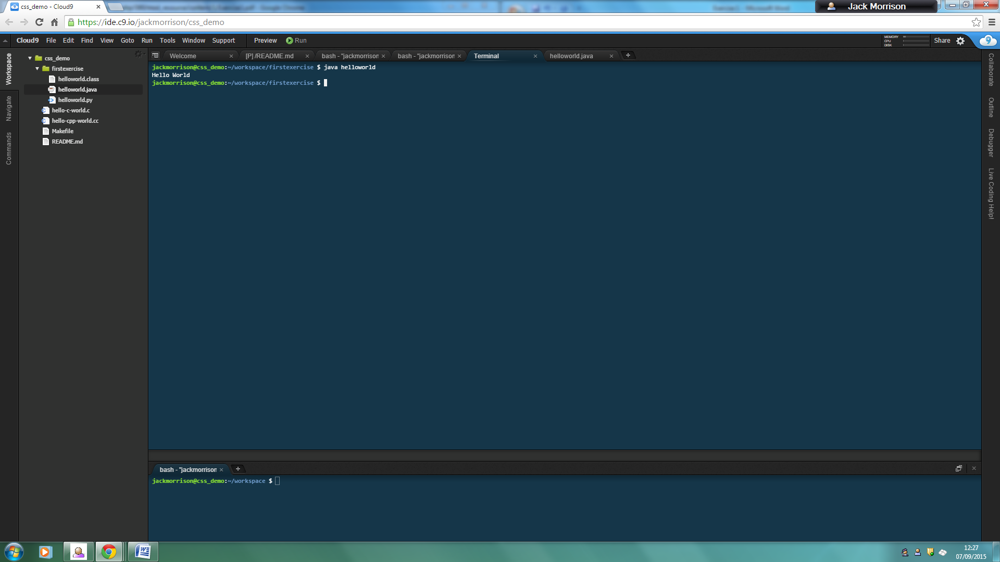 css_demo - Cloud9
Jack Morrison
https://ide.c9.io/jackmorrison/css_demo
Cloud9 File Edit Find View Goto Run Tools Window Support Preview Run
MEMORY
CPU
DISK
Share
Workspace
Navigate
Commands
css_demo
firstexercise
helloworld.class
helloworld.java
helloworld.py
hello-c-world.c
hello-cpp-world.cc
Makefile
README.md
Welcome [P] /README.md bash - "jackmorrison bash - "jackmorrison Terminal helloworld.java
jackmorrison@css_demo:~/workspace/firstexercise $ java helloworld
Hello World
jackmorrison@css_demo:~/workspace/firstexercise $
Collaborate
Outline
Debugger
Live Coding Help!
bash - "jackmorrison
jackmorrison@css_demo:~/workspace $
12:27
07/09/2015